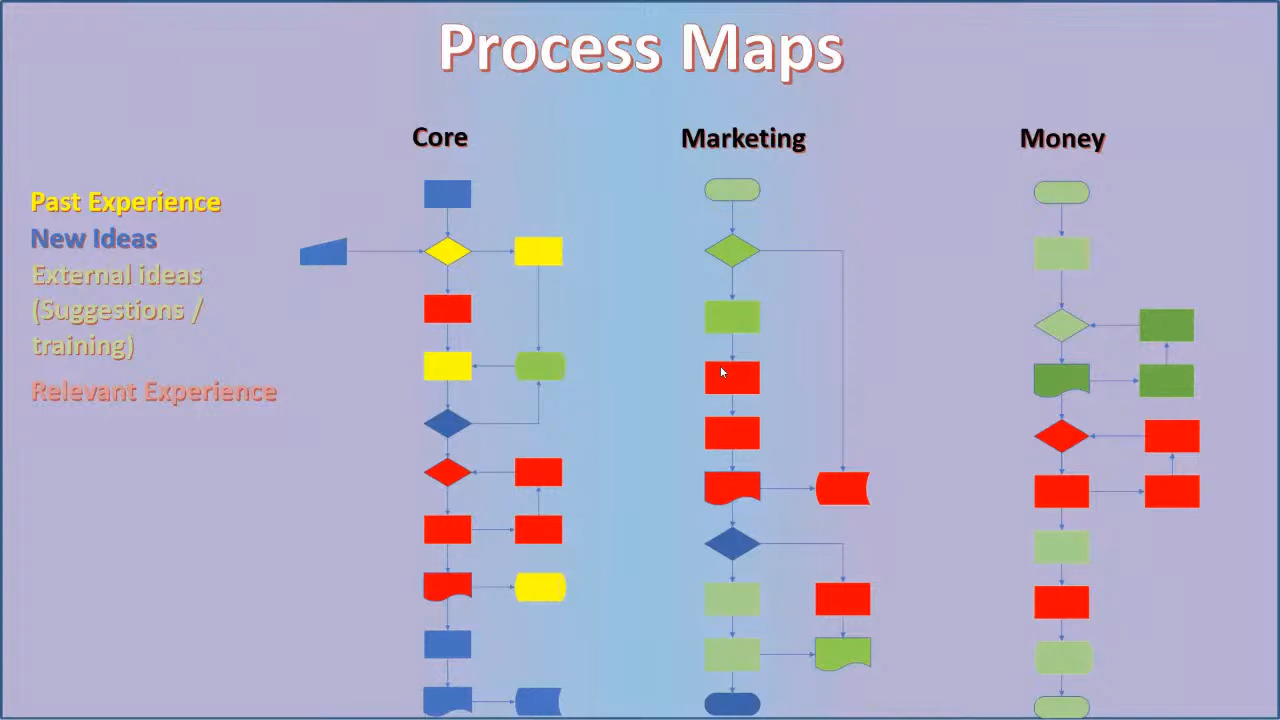 Process Maps
Core
Marketing
Money
Past Experience
New Ideas
External ideas
(Suggestions /
training)
Relevant Experience